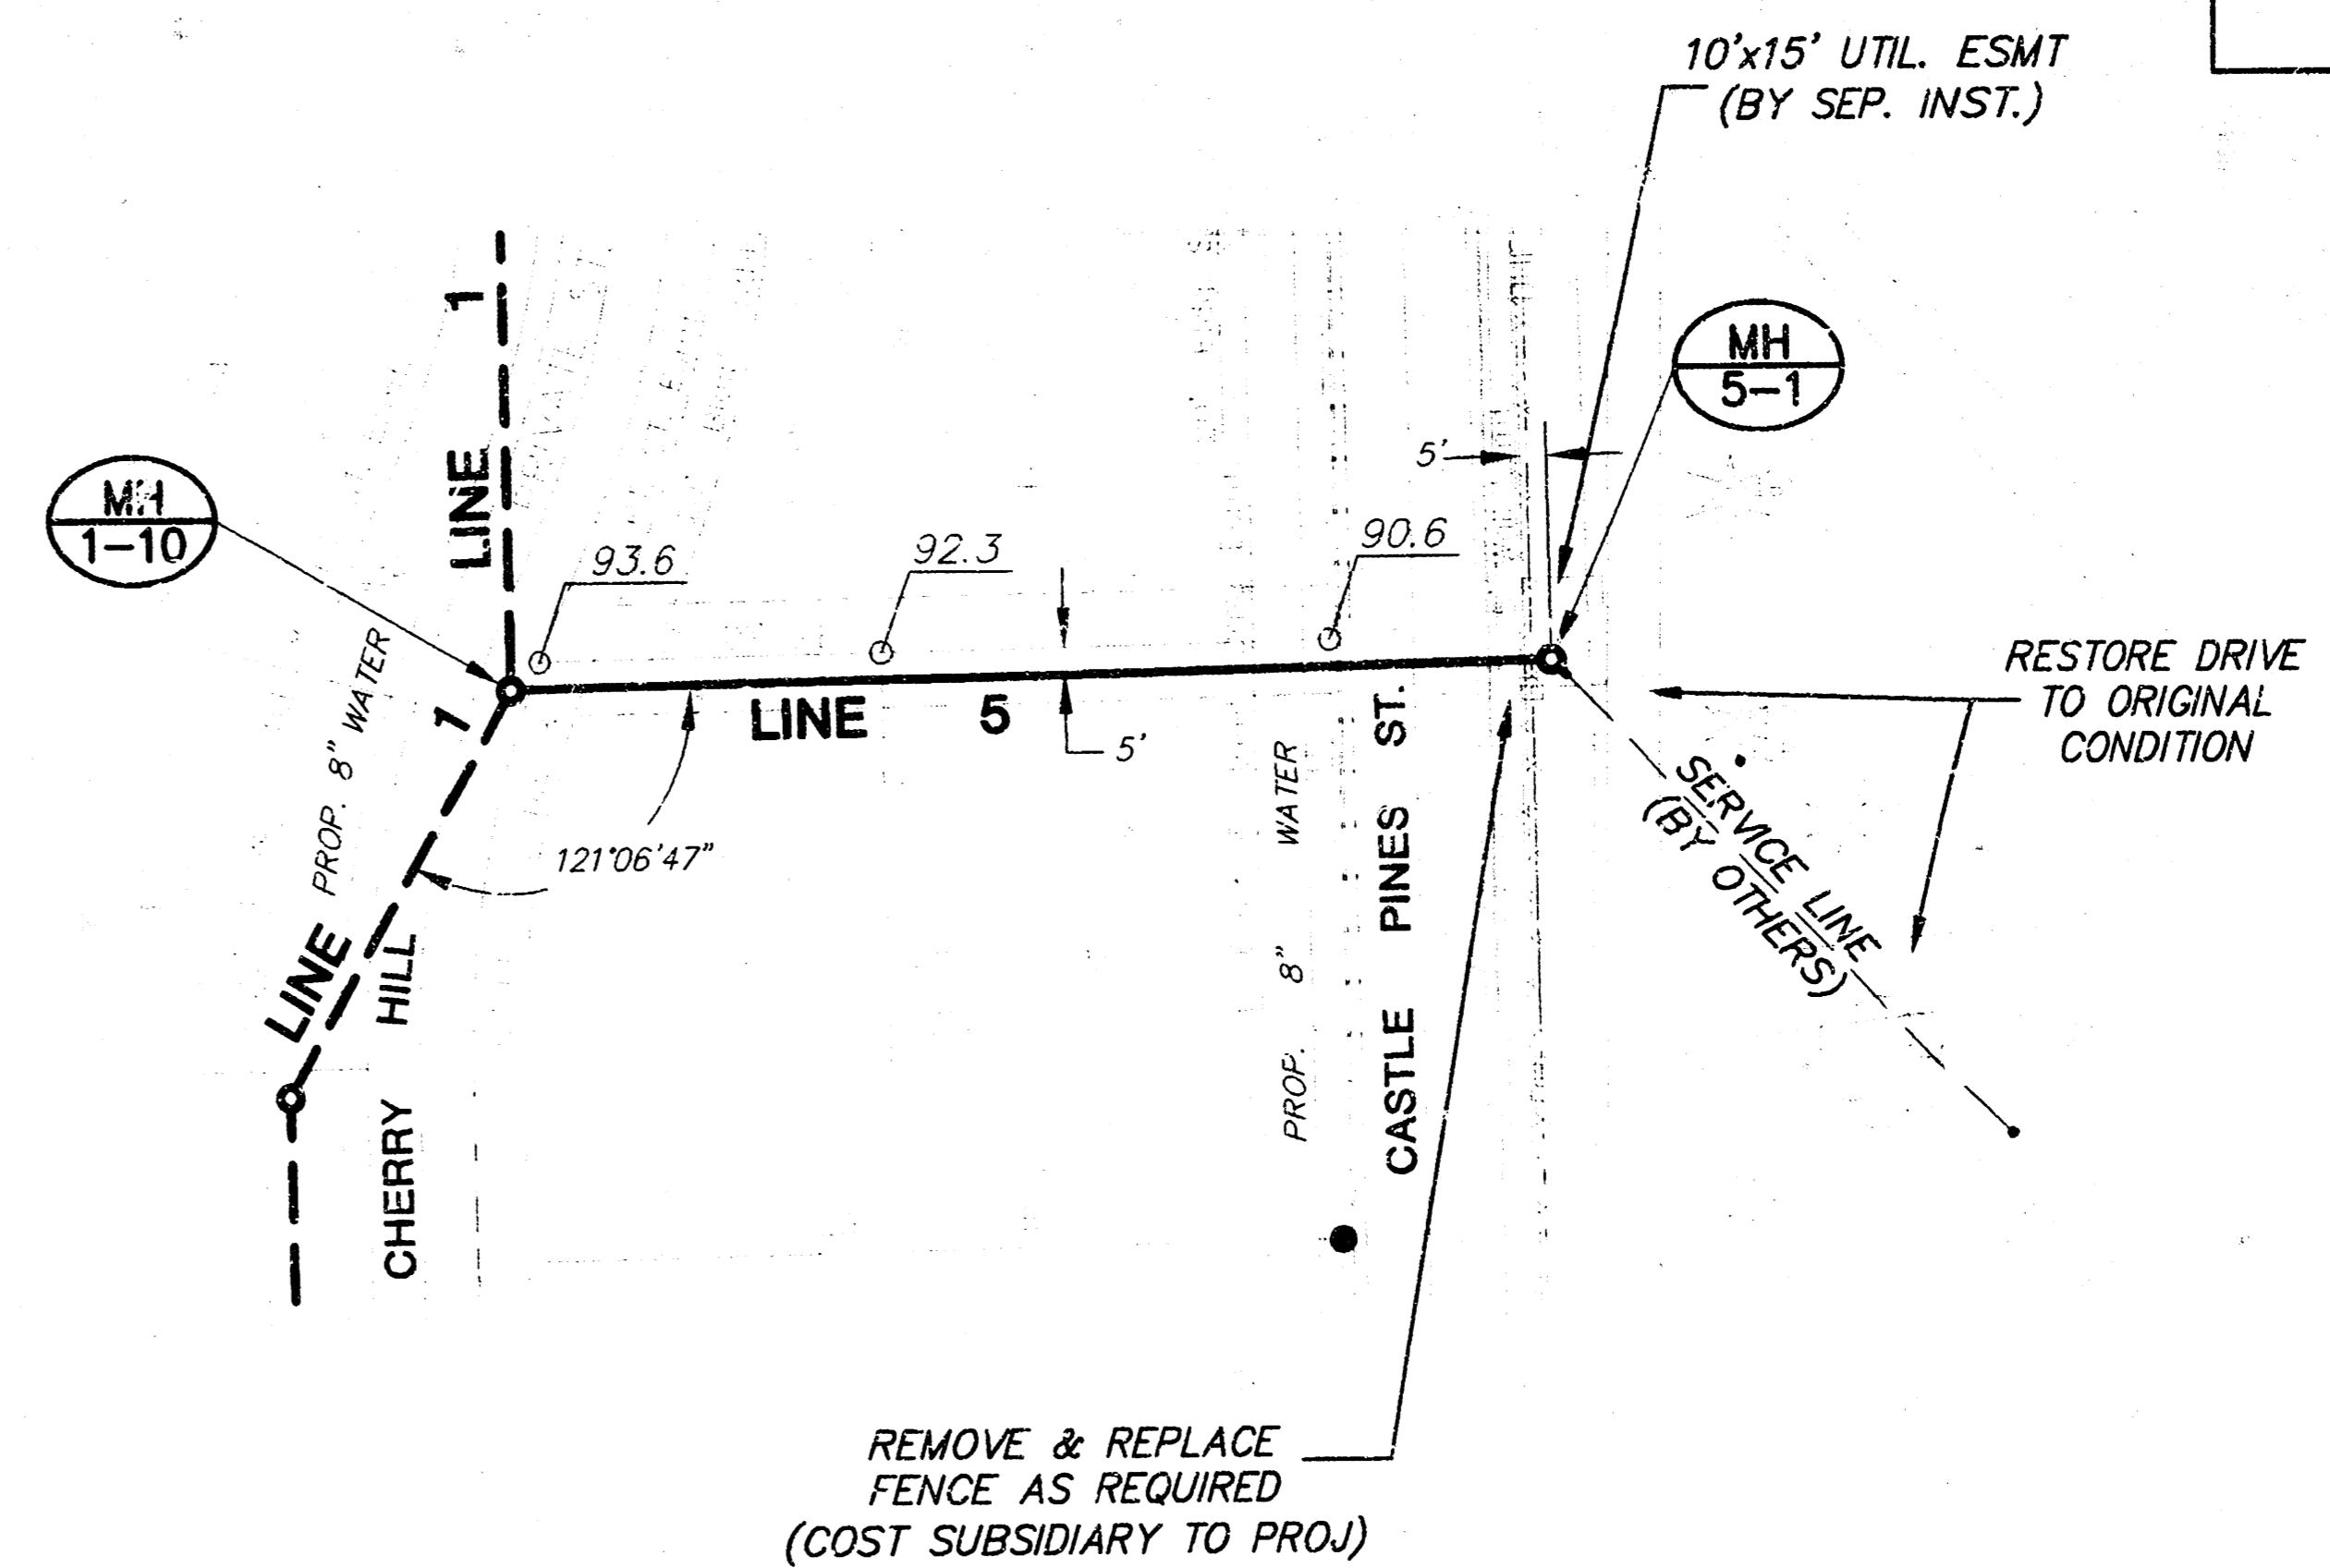 10'x15' UTIL. ESMT
(BY SEP. INST.)
LINE 1
MH
5-1
5'
MH
1-10
93.6
92.3
90.6
PROP. 8" WATER
LINE 5
5'
121°06'47"
LINE 1
CHERRY HILL
PROP. 8" WATER
CASTLE PINES ST.
RESTORE DRIVE
TO ORIGINAL
CONDITION
SERVICE LINE
(BY OTHERS)
REMOVE & REPLACE
FENCE AS REQUIRED
(COST SUBSIDIARY TO PROJ)